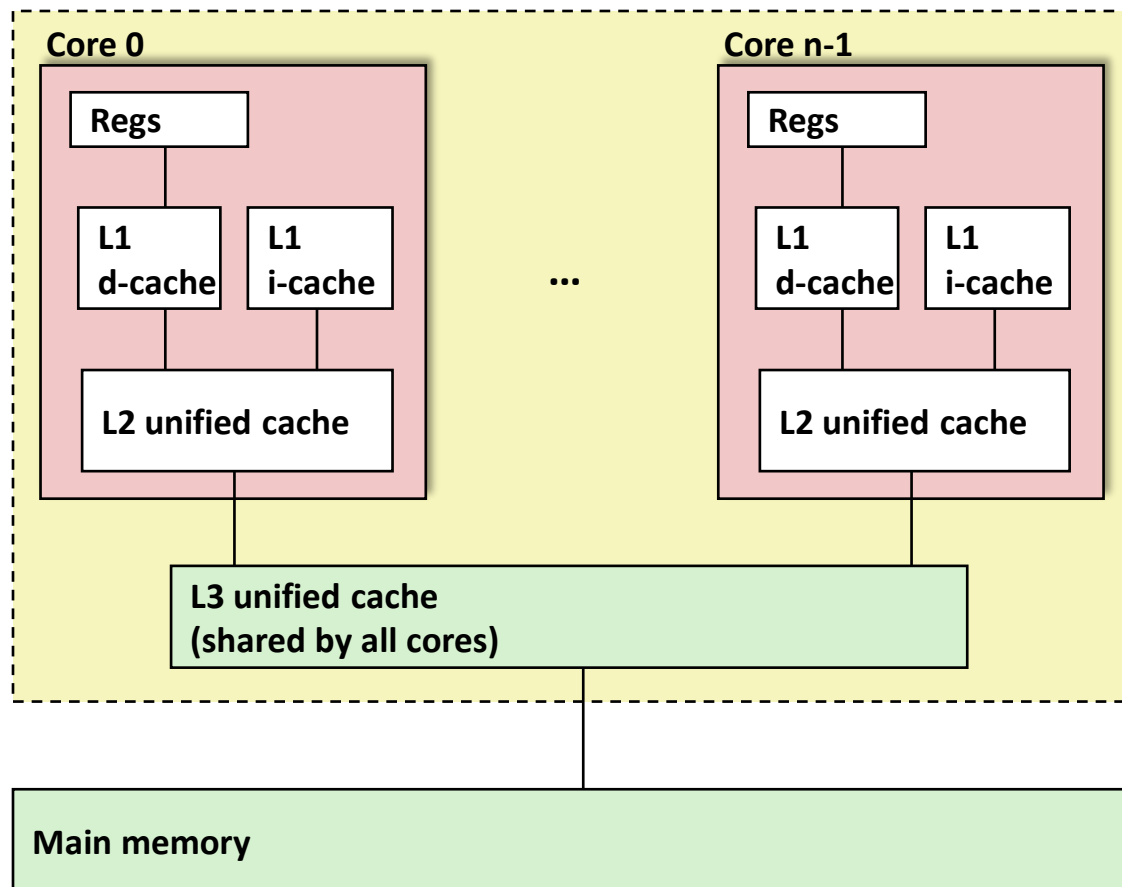 Core 0
Regs
L1
d-cache
L1
i-cache
L2 unified cache
...
Core n-1
Regs
L1
d-cache
L1
i-cache
L2 unified cache
L3 unified cache
(shared by all cores)
Main memory